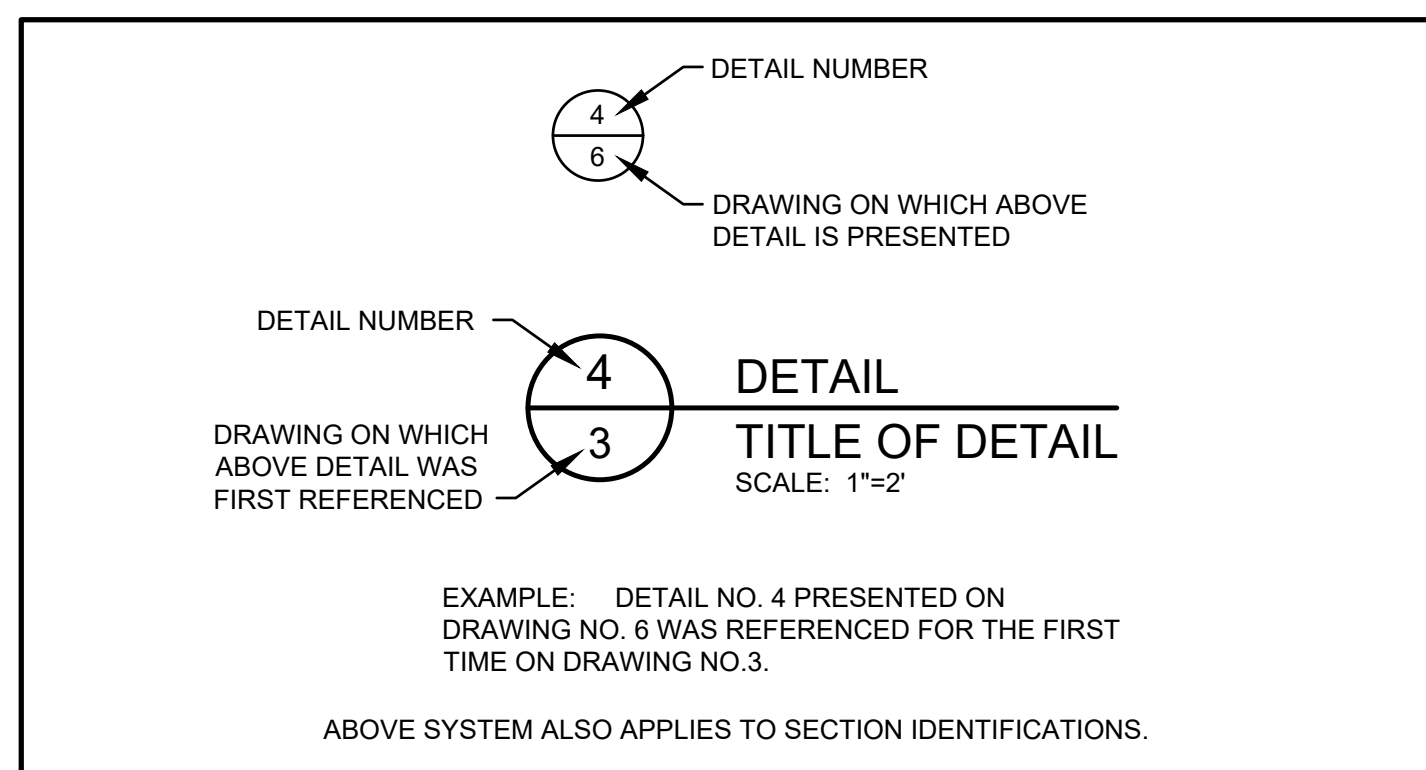 DETAIL NUMBER
4
6
DRAWING ON WHICH ABOVE
DETAIL IS PRESENTED
DETAIL NUMBER
4
DETAIL
DRAWING ON WHICH
ABOVE DETAIL WAS
FIRST REFERENCED
3
TITLE OF DETAIL
SCALE: 1"=2'
EXAMPLE: DETAIL NO. 4 PRESENTED ON
DRAWING NO. 6 WAS REFERENCED FOR THE FIRST
TIME ON DRAWING NO.3.
ABOVE SYSTEM ALSO APPLIES TO SECTION IDENTIFICATIONS.